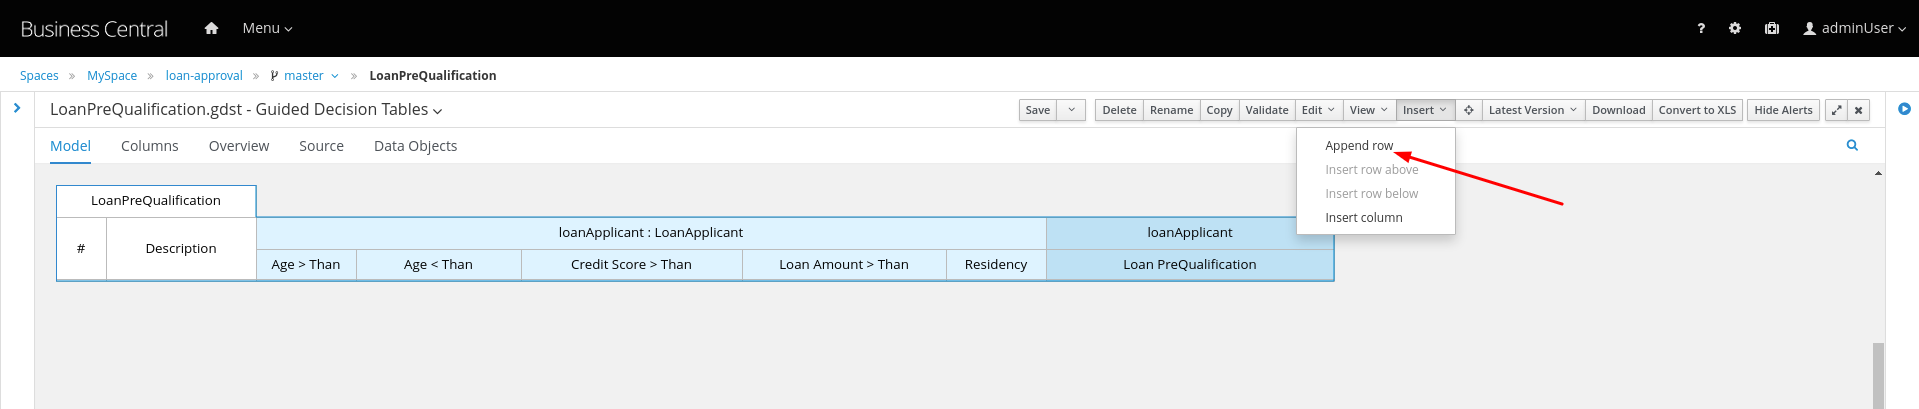 Business Central Menu ? adminUser
Spaces » MySpace » loan-approval » master » LoanPreQualification
LoanPreQualification.gdst - Guided Decision Tables Save Delete Rename Copy Validate Edit View Insert Latest Version Download Convert to XLS Hide Alerts
Model Columns Overview Source Data Objects
Append row
Insert row above
Insert row below
Insert column
LoanPreQualification
# Description
loanApplicant : LoanApplicant loanApplicant
Age > Than Age < Than Credit Score > Than Loan Amount > Than Residency Loan PreQualification